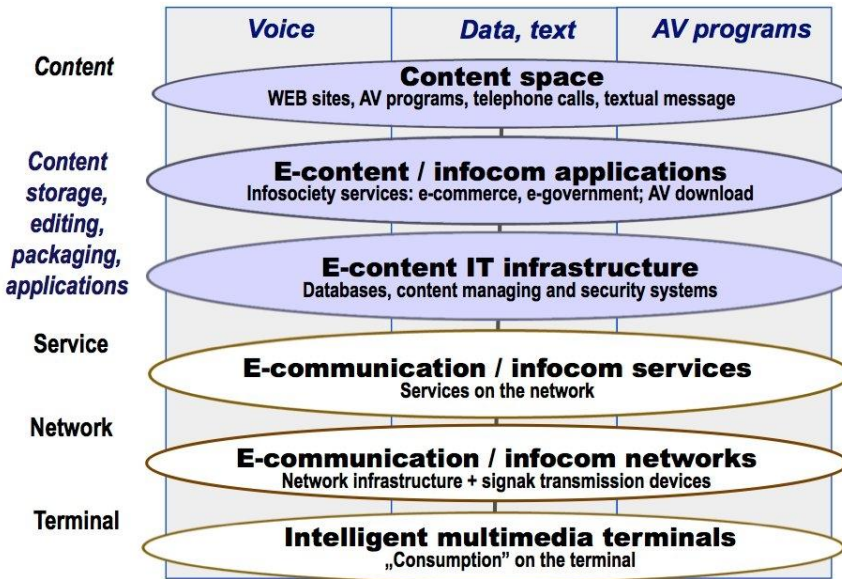 Voice
Data, text
AV programs
Content
Content space
WEB sites, AV programs, telephone calls, textual message
Content
storage,
editing,
packaging,
applications
E-content / infocom applications
Infosociety services: e-commerce, e-government; AV download
E-content IT infrastructure
Databases, content managing and security systems
Service
E-communication / infocom services
Services on the network
Network
E-communication / infocom networks
Network infrastructure + signak transmission devices
Terminal
Intelligent multimedia terminals
„Consumption” on the terminal